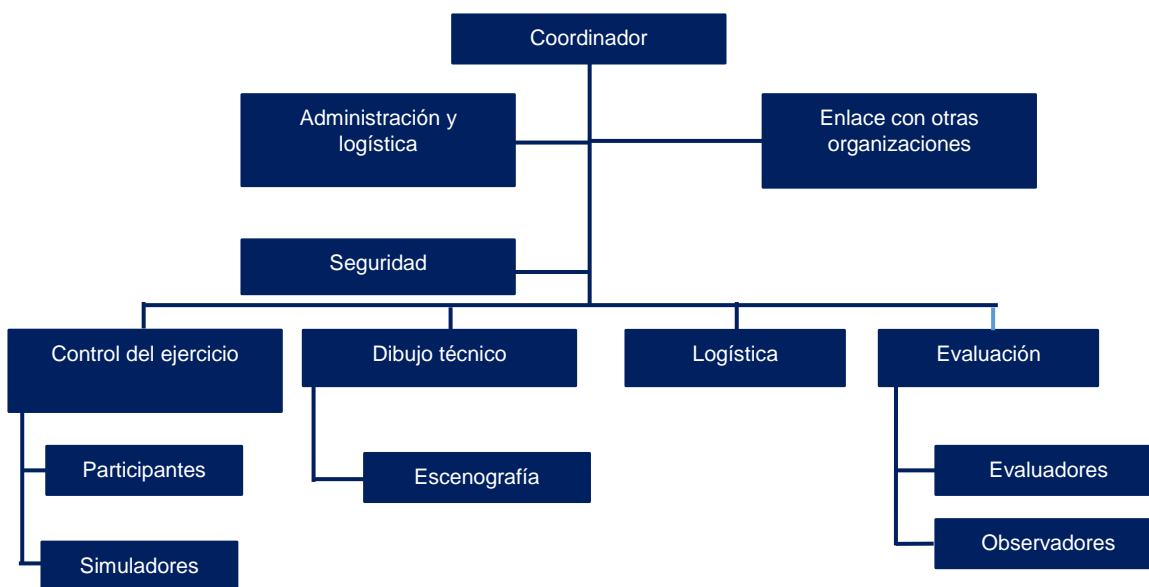 Coordinador
Administración y
logística
Enlace con otras
organizaciones
Seguridad
Control del ejercicio
Dibujo técnico
Logística
Evaluación
Participantes
Escenografía
Evaluadores
Simuladores
Observadores